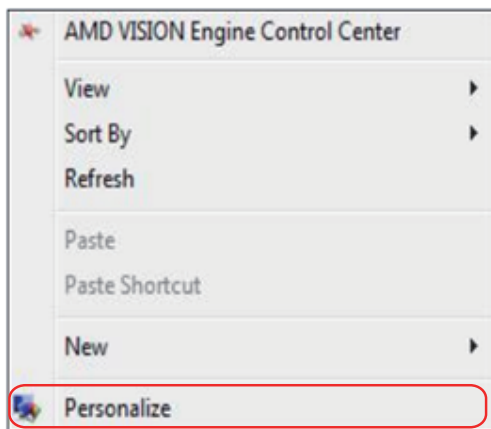 AMD VISION Engine Control Center
View
Sort By
Refresh
Paste
Paste Shortcut
New
Personalize